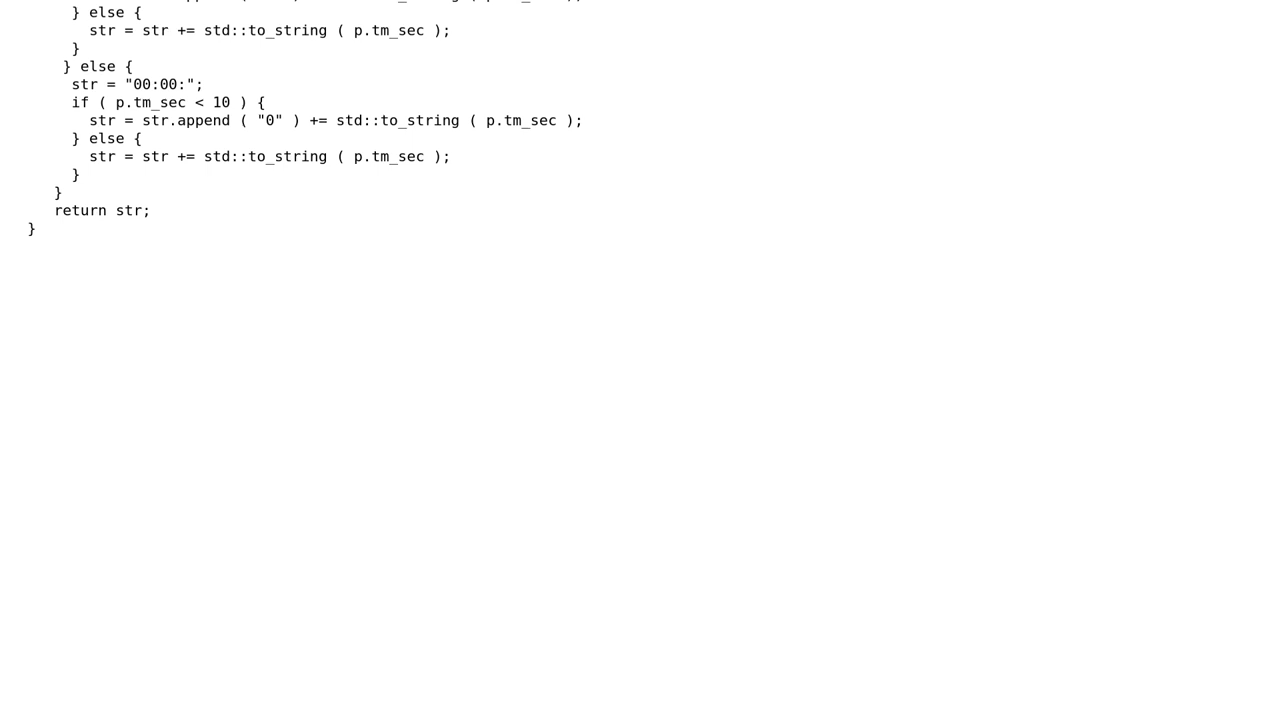 } else {
str = str += std::to_string ( p.tm_sec );
}
} else {
str = "00:00:";
if ( p.tm_sec < 10 ) {
str = str.append ( "0" ) += std::to_string ( p.tm_sec );
} else {
str = str += std::to_string ( p.tm_sec );
}
}
return str;
}